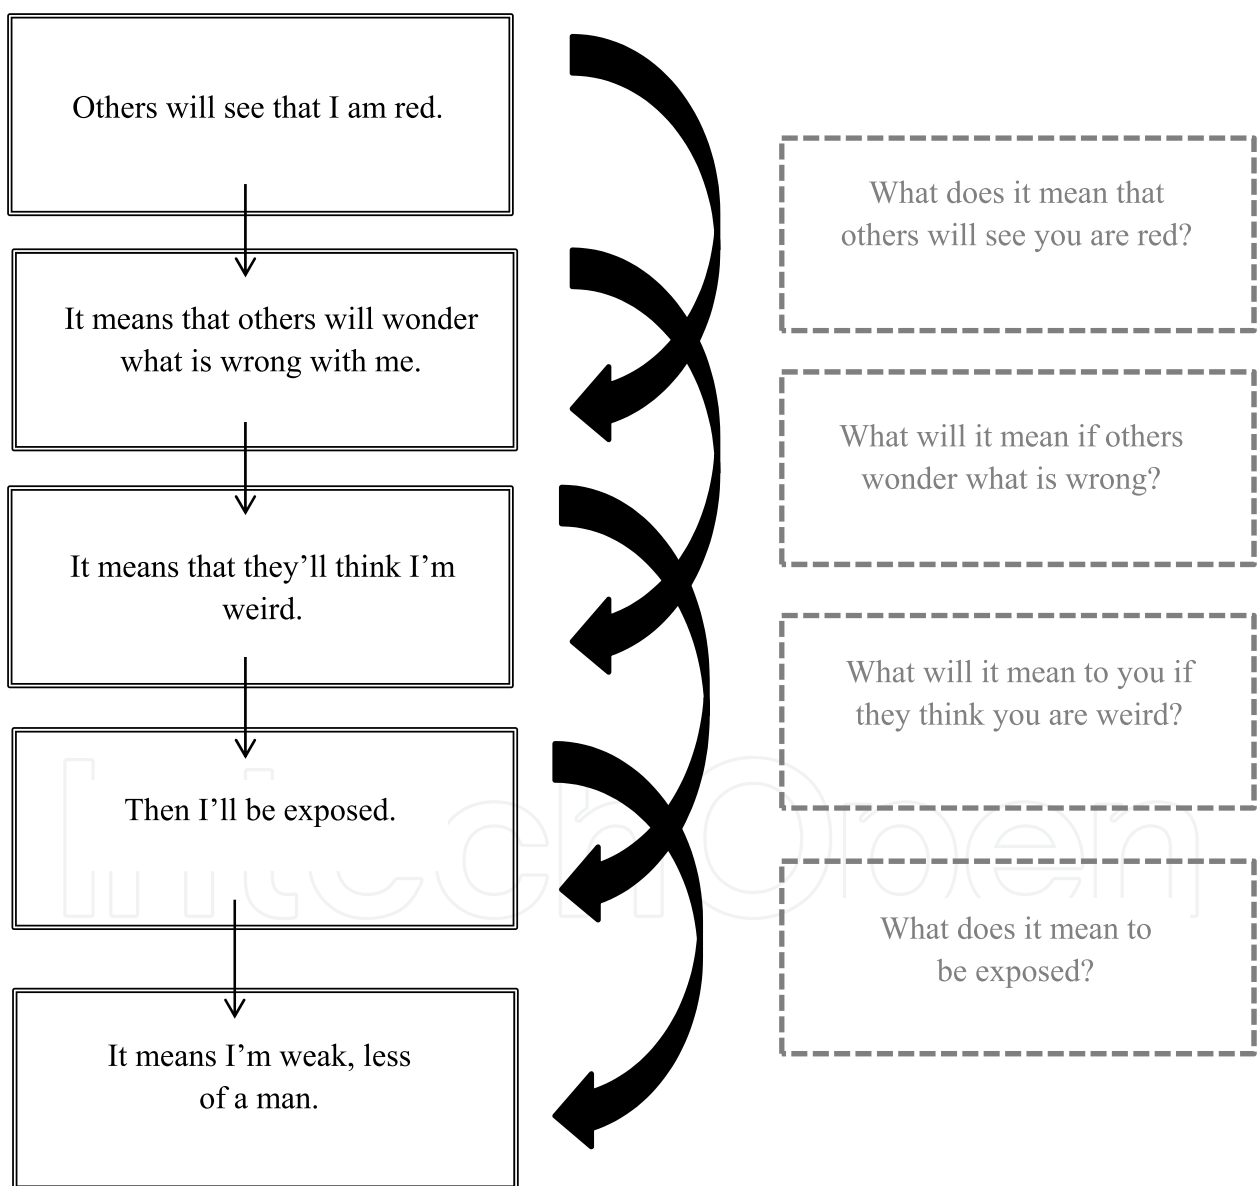 Others will see that I am red.
What does it mean that
others will see you are red?
It means that others will wonder
what is wrong with me.
What will it mean if others
wonder what is wrong?
It means that they’ll think I’m
weird.
What will it mean to you if
they think you are weird?
Then I’ll be exposed.
IntechOpen
What does it mean to
be exposed?
It means I’m weak, less
of a man.